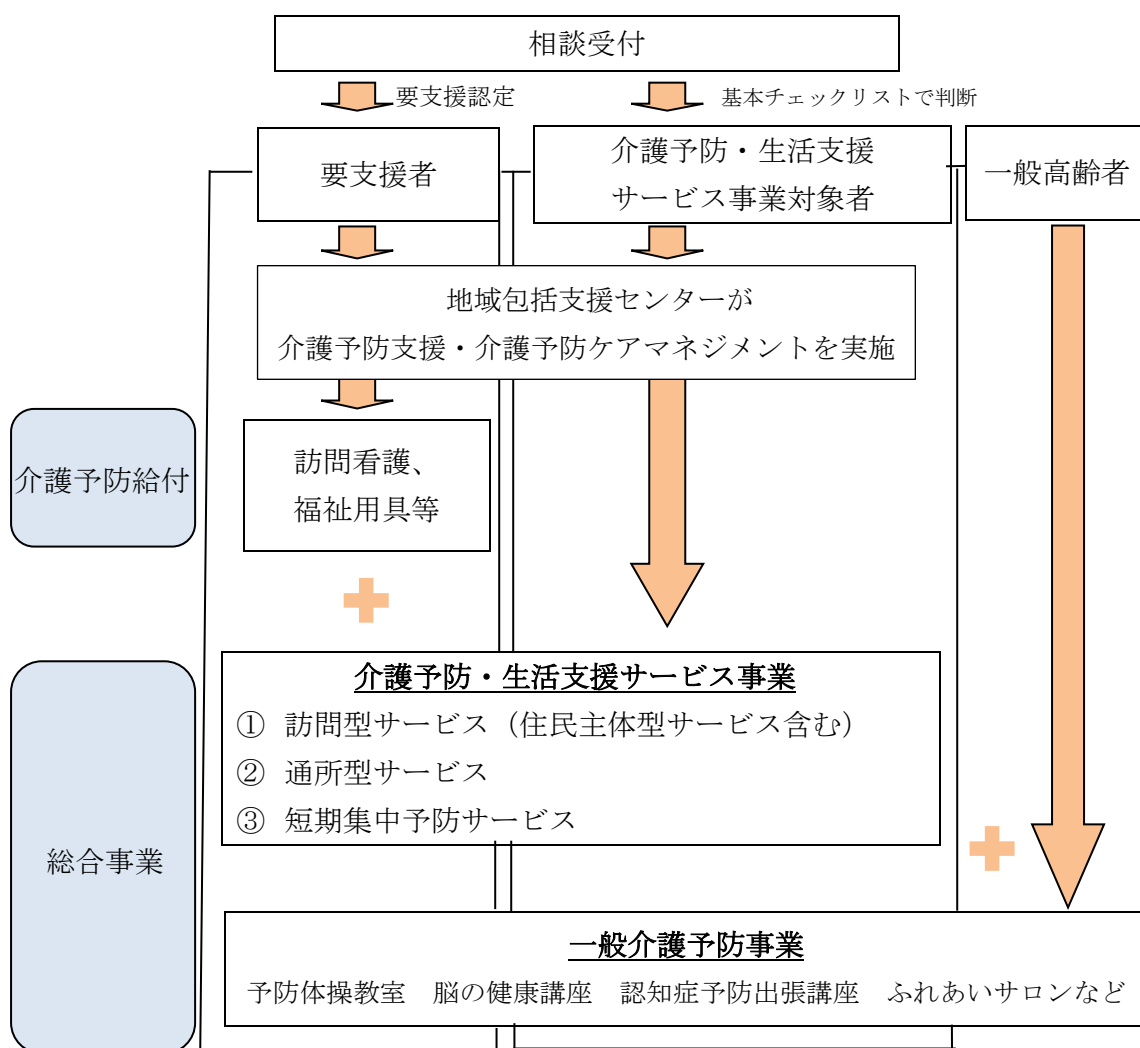 相談受付
要支援認定
基本チェックリストで判断
要支援者
介護予防・生活支援
サービス事業対象者
一般高齢者
地域包括支援センターが
介護予防支援・介護予防ケアマネジメントを実施
介護予防給付
訪問看護、
福祉用具等
介護予防・生活支援サービス事業
① 訪問型サービス（住民主体型サービス含む）
② 通所型サービス
③ 短期集中予防サービス
総合事業
一般介護予防事業
予防体操教室　脳の健康講座　認知症予防出張講座　ふれあいサロンなど